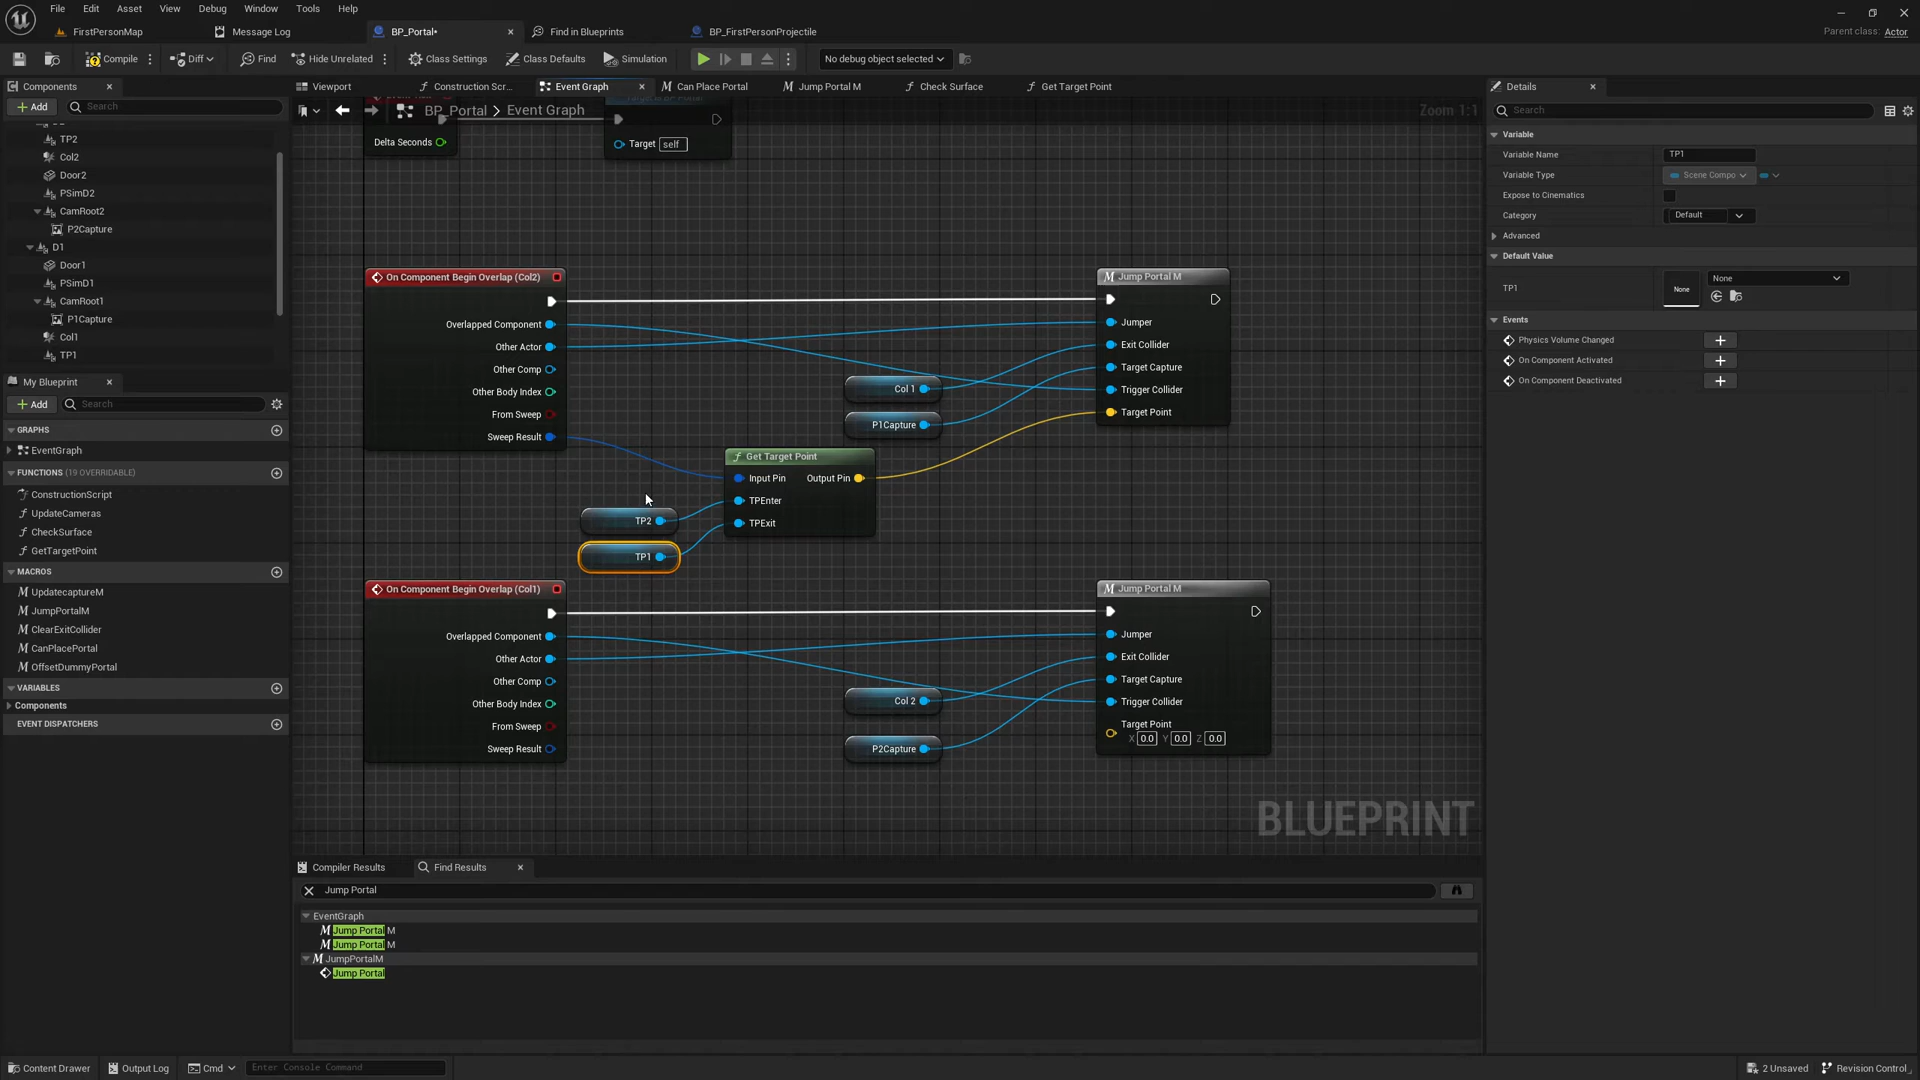 File Edit Asset View Debug Window Tools Help
FirstPersonMap Message Log BP_Portal* Find in Blueprints BP_FirstPersonProjectile
Parent class: Actor
Compile Diff Find Hide Unrelated Class Settings Class Defaults Simulation No debug object selected
Components
Viewport Construction Scr... Event Graph Can Place Portal Jump Portal M Check Surface Get Target Point
Details
Add Search
BP_Portal > Event Graph
Zoom 1:1
Search
TP2
Col2
Door2
PSimD2
CamRoot2
P2Capture
D1
Door1
PSimD1
CamRoot1
P1Capture
Col1
TP1
My Blueprint
Add Search
GRAPHS
EventGraph
FUNCTIONS (19 OVERRIDABLE)
ConstructionScript
UpdateCameras
CheckSurface
GetTargetPoint
MACROS
UpdatecaptureM
JumpPortalM
ClearExitCollider
CanPlacePortal
OffsetDummyPortal
VARIABLES
Components
EVENT DISPATCHERS
Delta Seconds
Target self
On Component Begin Overlap (Col2)
Overlapped Component
Other Actor
Other Comp
Other Body Index
From Sweep
Sweep Result
Col 1
P1Capture
Jump Portal M
Jumper
Exit Collider
Target Capture
Trigger Collider
Target Point
Get Target Point
Input Pin Output Pin
TPEnter
TPExit
TP2
TP1
On Component Begin Overlap (Col1)
Overlapped Component
Other Actor
Other Comp
Other Body Index
From Sweep
Sweep Result
Col 2
P2Capture
Jump Portal M
Jumper
Exit Collider
Target Capture
Trigger Collider
Target Point
X 0.0 Y 0.0 Z 0.0
BLUEPRINT
Variable
Variable Name TP1
Variable Type Scene Compo
Expose to Cinematics
Category Default
Advanced
Default Value
TP1 None None
Events
Physics Volume Changed
On Component Activated
On Component Deactivated
Compiler Results Find Results
Jump Portal
EventGraph
Jump Portal M
Jump Portal M
JumpPortalM
Jump Portal
Content Drawer Output Log Cmd Enter Console Command
2 Unsaved Revision Control